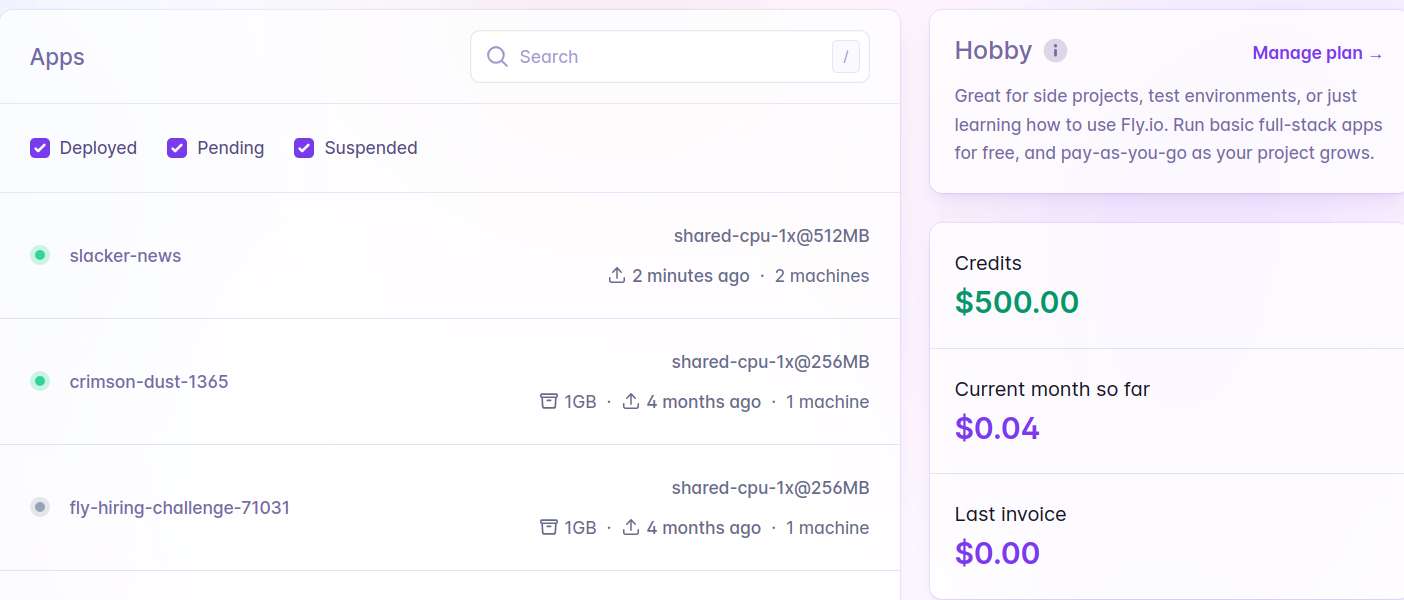 Apps
Search
/
Deployed
Pending
Suspended
slacker-news
shared-cpu-1x@512MB
2 minutes ago · 2 machines
crimson-dust-1365
shared-cpu-1x@256MB
1GB · 4 months ago · 1 machine
fly-hiring-challenge-71031
shared-cpu-1x@256MB
1GB · 4 months ago · 1 machine
Hobby
Manage plan →
Great for side projects, test environments, or just
learning how to use Fly.io. Run basic full-stack apps
for free, and pay-as-you-go as your project grows.
Credits
$500.00
Current month so far
$0.04
Last invoice
$0.00